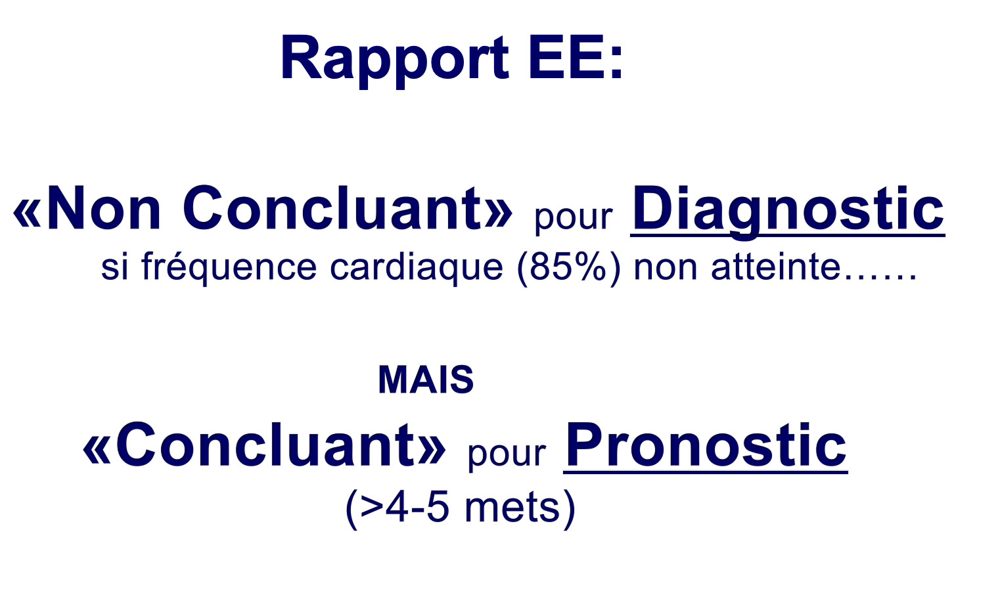 Rapport EE:
«Non Concluant» pour Diagnostic
si fréquence cardiaque (85%) non atteinte……
MAIS
«Concluant» pour Pronostic
(>4-5 mets)